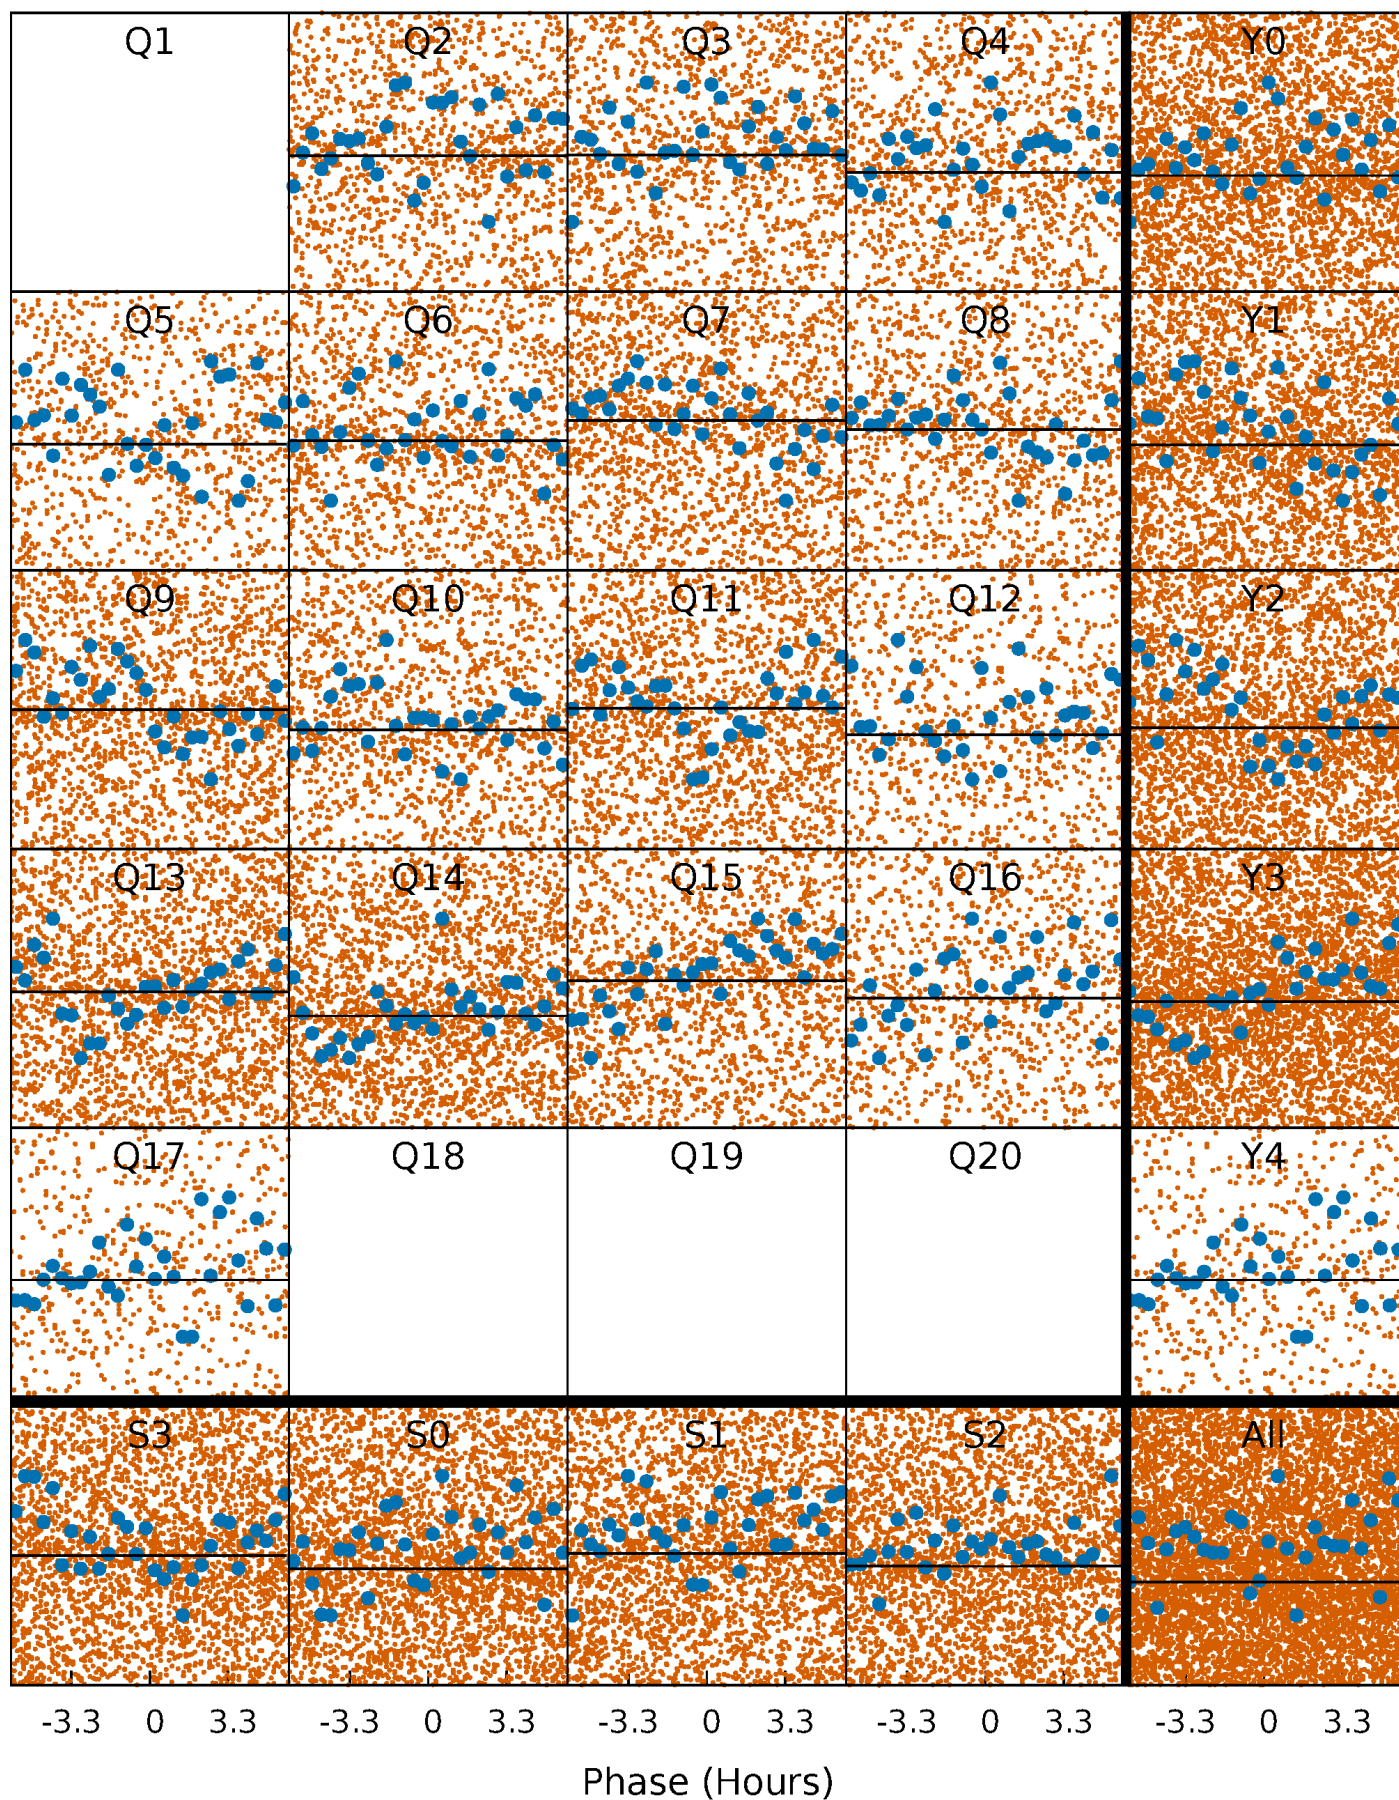 Q1 Q2 Q3 Q4 Y0
Q5 Q6 Q7 Q8 Y1
Q9 Q10 Q11 Q12 Y2
Q13 Q14 Q15 Q16 Y3
Q17 Q18 Q19 Q20 Y4
S3 S0 S1 S2 All
-3.3 0 3.3 -3.3 0 3.3 -3.3 0 3.3 -3.3 0 3.3 -3.3 0 3.3
Phase (Hours)